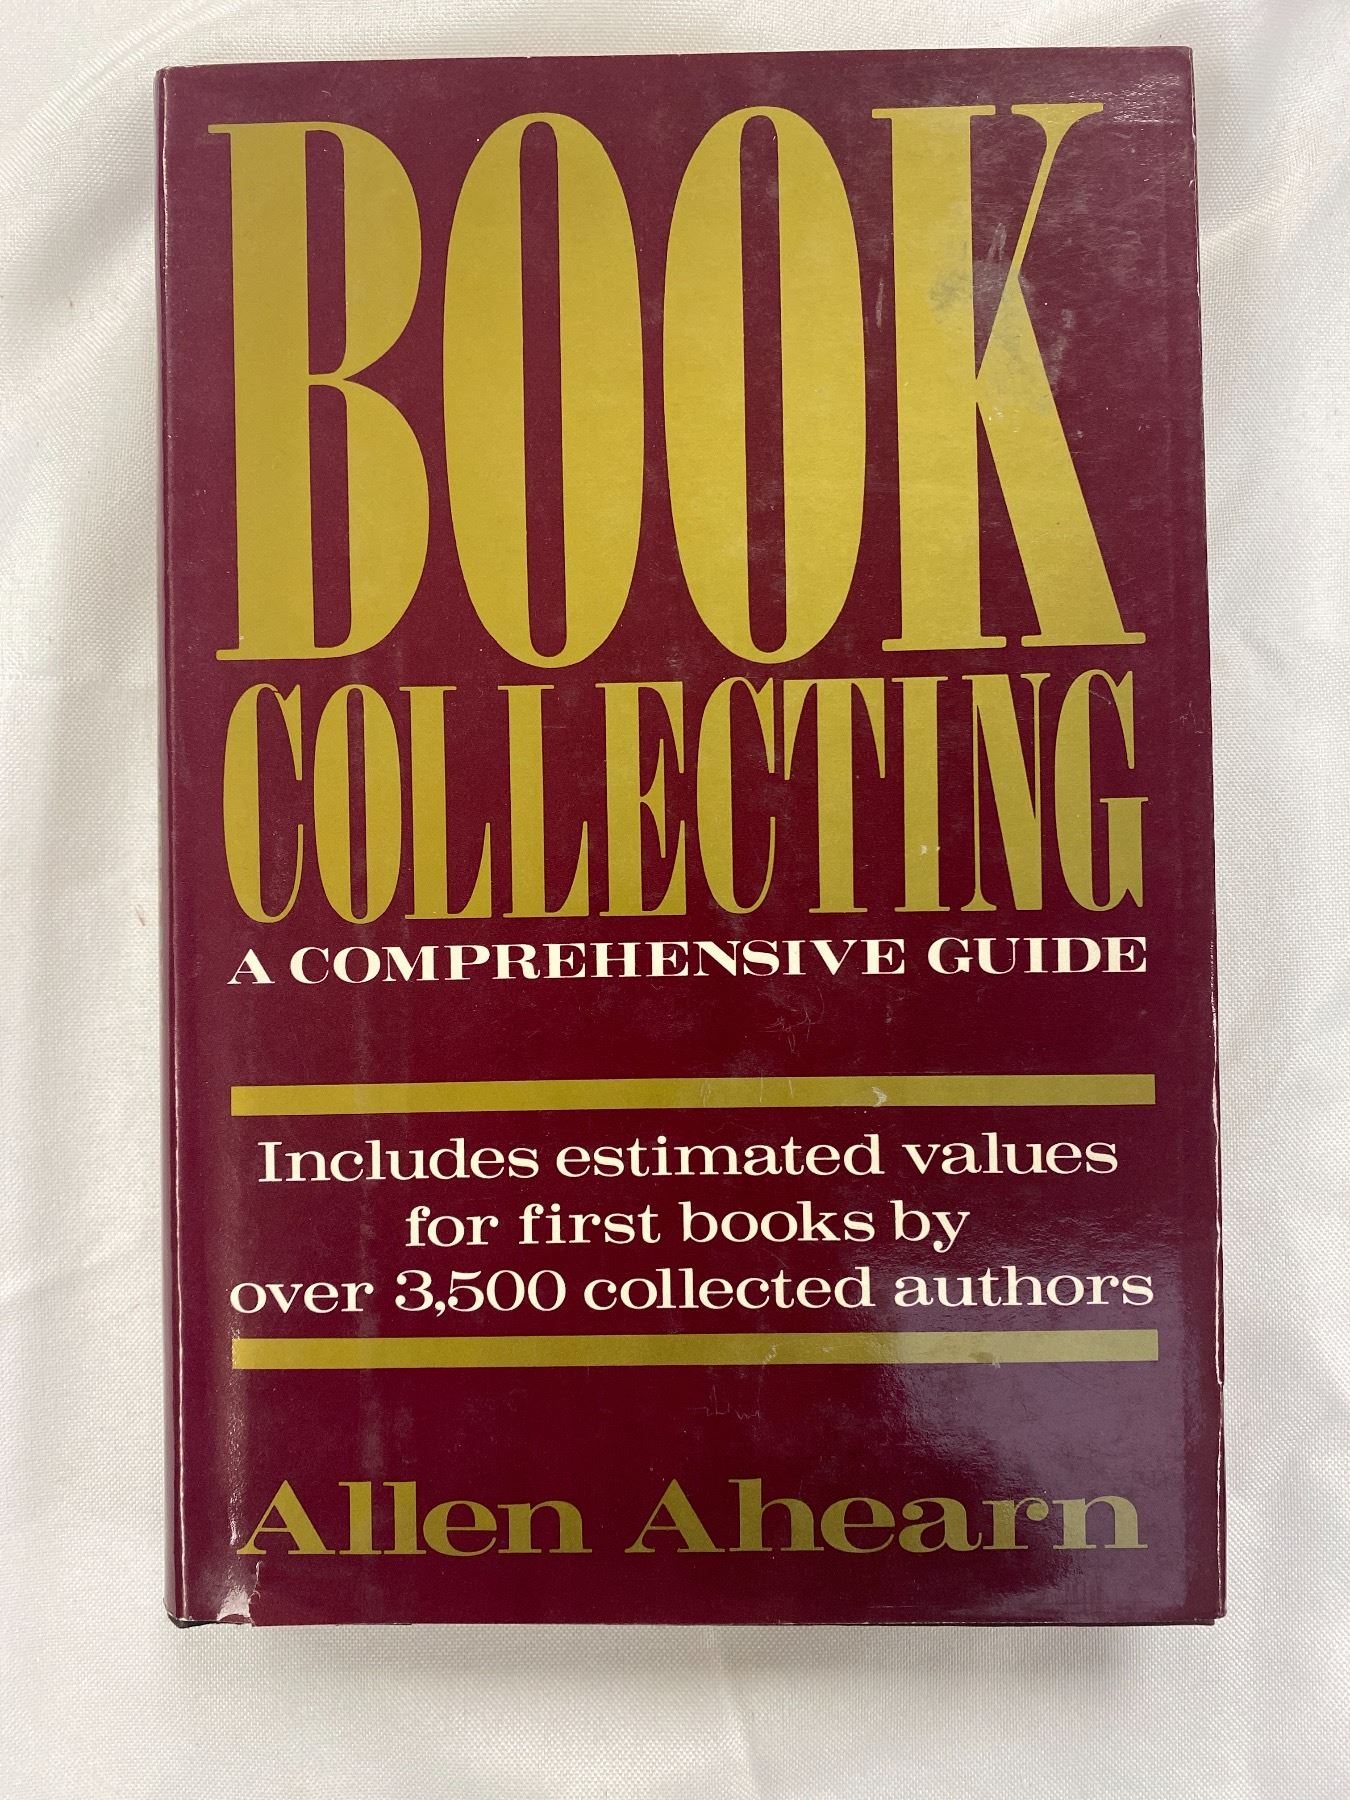 BOOK
COLLECTING
A COMPREHENSIVE GUIDE
Includes estimated values
for first books by
over 3,500 collected authors
Allen Ahearn